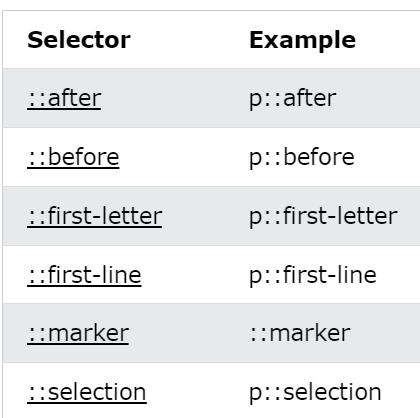 Selector Example
::after p::after
::before p::before
::first-letter p::first-letter
::first-line p::first-line
::marker ::marker
::selection p::selection